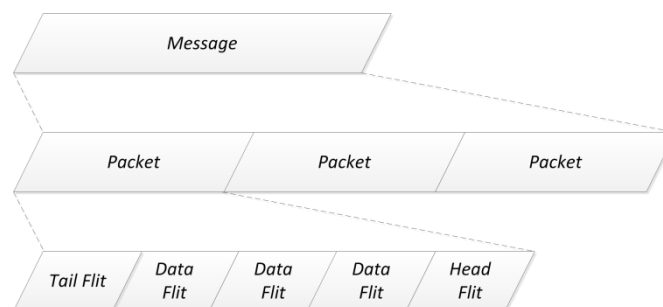 Message
Packet Packet Packet
Tail Flit Data Flit Data Flit Data Flit Head Flit